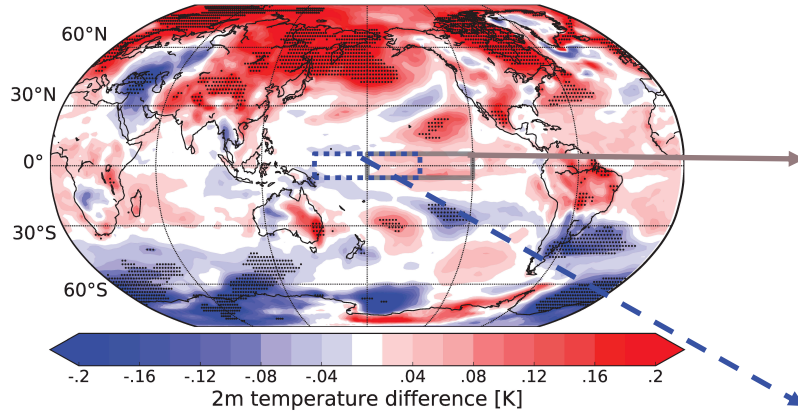 60°N
30°N
0°
30°S
60°S
-.2 -.16 -.12 -.08 -.04 .04 .08 .12 .16 .2
2m temperature difference [K]